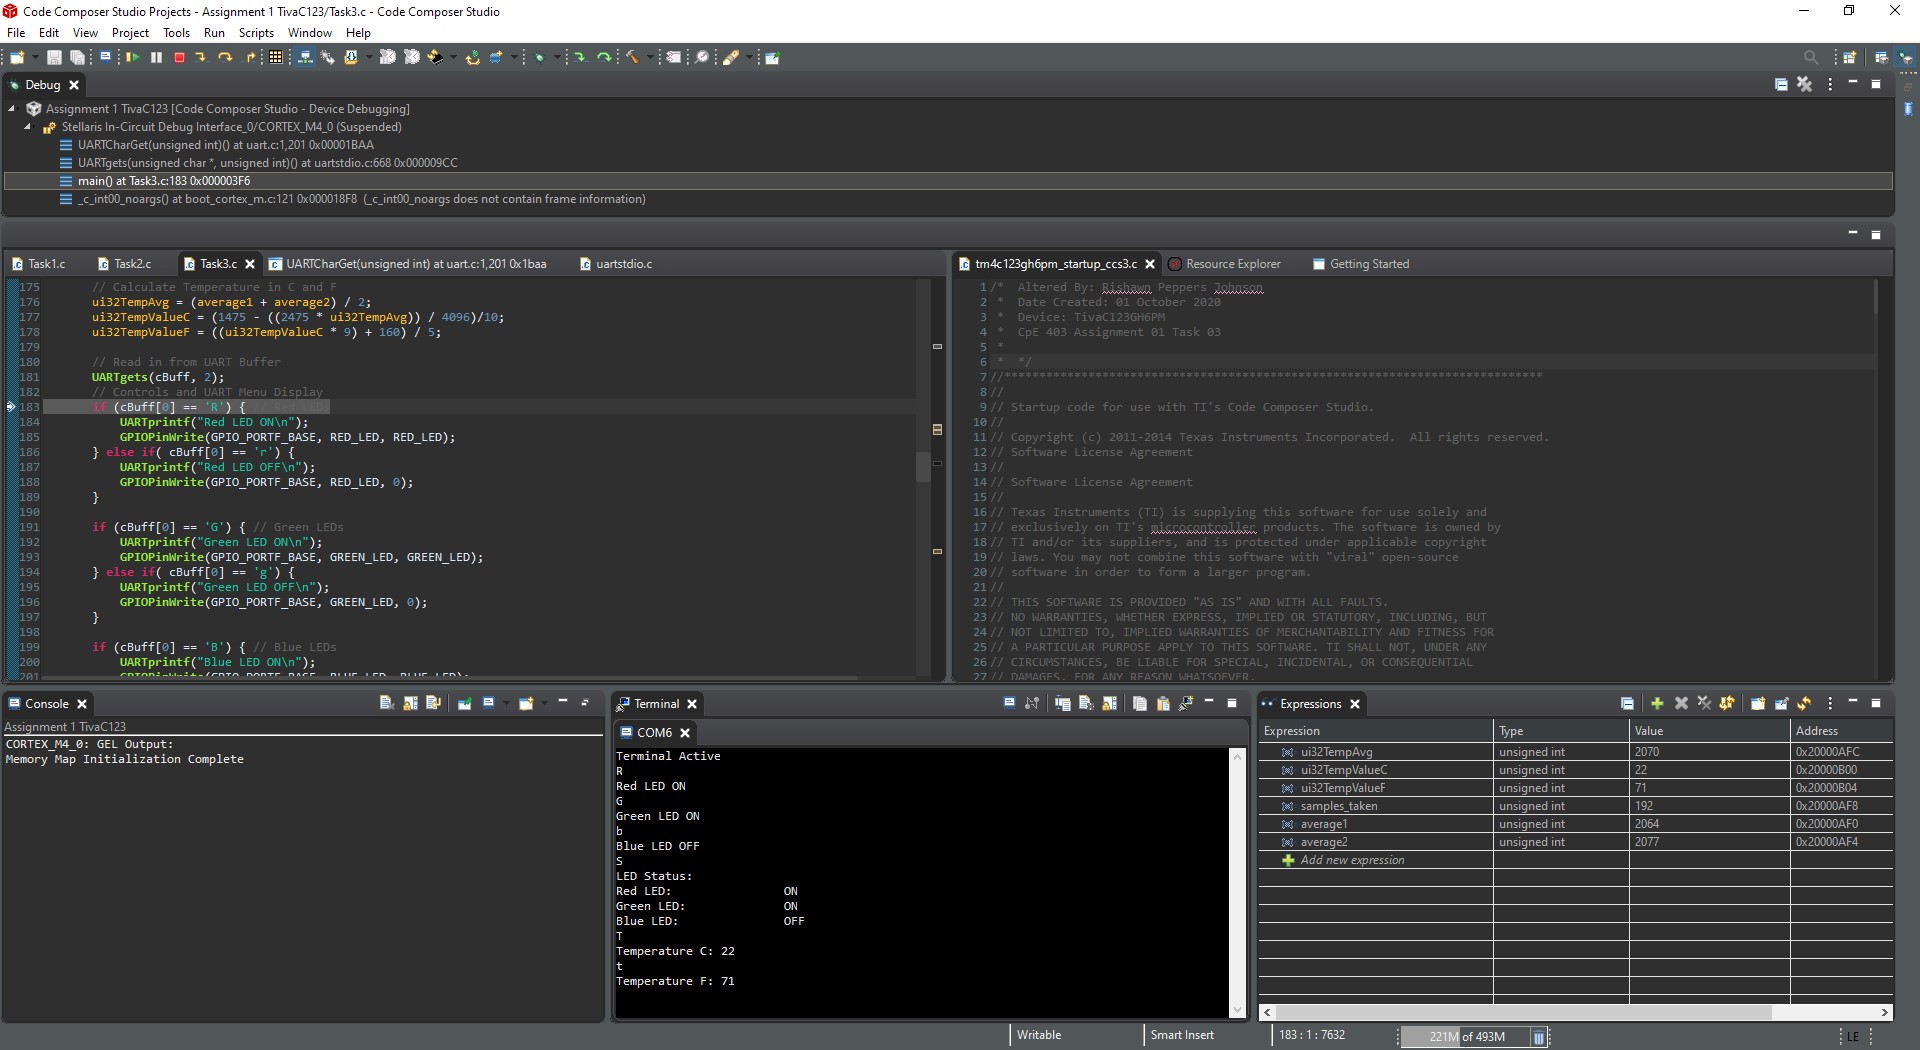 Code Composer Studio Projects - Assignment 1 TivaC123/Task3.c - Code Composer Studio
File Edit View Project Tools Run Scripts Window Help
Debug
Assignment 1 TivaC123 [Code Composer Studio - Device Debugging]
Stellaris In-Circuit Debug Interface_0/CORTEX_M4_0 (Suspended)
UARTCharGet(unsigned int)() at uart.c:1,201 0x00001BAA
UARTgets(unsigned char *, unsigned int)() at uartstdio.c:668 0x000009CC
main() at Task3.c:183 0x000003F6
_c_int00_noargs() at boot_cortex_m.c:121 0x000018F8 (_c_int00_noargs does not contain frame information)
Task1.c Task2.c Task3.c UARTCharGet(unsigned int) at uart.c:1,201 0x1baa uartstdio.c
175 // Calculate Temperature in C and F
176 ui32TempAvg = (average1 + average2) / 2;
177 ui32TempValueC = (1475 - ((2475 * ui32TempAvg)) / 4096)/10;
178 ui32TempValueF = ((ui32TempValueC * 9) + 160) / 5;
179
180 // Read in from UART Buffer
181 UARTgets(cBuff, 2);
182 // Controls and UART Menu Display
183 if (cBuff[0] == 'R') {
184 UARTprintf("Red LED ON\n");
185 GPIOPinWrite(GPIO_PORTF_BASE, RED_LED, RED_LED);
186 } else if( cBuff[0] == 'r') {
187 UARTprintf("Red LED OFF\n");
188 GPIOPinWrite(GPIO_PORTF_BASE, RED_LED, 0);
189 }
190
191 if (cBuff[0] == 'G') { // Green LEDs
192 UARTprintf("Green LED ON\n");
193 GPIOPinWrite(GPIO_PORTF_BASE, GREEN_LED, GREEN_LED);
194 } else if( cBuff[0] == 'g') {
195 UARTprintf("Green LED OFF\n");
196 GPIOPinWrite(GPIO_PORTF_BASE, GREEN_LED, 0);
197 }
198
199 if (cBuff[0] == 'B') { // Blue LEDs
200 UARTprintf("Blue LED ON\n");
201 GPIOPinWrite(GPIO_PORTF_BASE, BLUE_LED, BLUE_LED);
tm4c123gh6pm_startup_ccs3.c Resource Explorer Getting Started
1 /* Altered By: Rishawn Peppers Johnson
2 * Date Created: 01 October 2020
3 * Device: TivaC123GH6PM
4 * CpE 403 Assignment 01 Task 03
5 *
6 * */
7 //*****************************************************************************
8 //
9 // Startup code for use with TI's Code Composer Studio.
10 //
11 // Copyright (c) 2011-2014 Texas Instruments Incorporated. All rights reserved.
12 // Software License Agreement
13 //
14 // Software License Agreement
15 //
16 // Texas Instruments (TI) is supplying this software for use solely and
17 // exclusively on TI's microcontroller products. The software is owned by
18 // TI and/or its suppliers, and is protected under applicable copyright
19 // laws. You may not combine this software with "viral" open-source
20 // software in order to form a larger program.
21 //
22 // THIS SOFTWARE IS PROVIDED "AS IS" AND WITH ALL FAULTS.
23 // NO WARRANTIES, WHETHER EXPRESS, IMPLIED OR STATUTORY, INCLUDING, BUT
24 // NOT LIMITED TO, IMPLIED WARRANTIES OF MERCHANTABILITY AND FITNESS FOR
25 // A PARTICULAR PURPOSE APPLY TO THIS SOFTWARE. TI SHALL NOT, UNDER ANY
26 // CIRCUMSTANCES, BE LIABLE FOR SPECIAL, INCIDENTAL, OR CONSEQUENTIAL
27 // DAMAGES, FOR ANY REASON WHATSOEVER.
Console
Assignment 1 TivaC123
CORTEX_M4_0: GEL Output:
Memory Map Initialization Complete
Terminal
COM6
Terminal Active
R
Red LED ON
G
Green LED ON
b
Blue LED OFF
S
LED Status:
Red LED: ON
Green LED: ON
Blue LED: OFF
T
Temperature C: 22
t
Temperature F: 71
Expressions
Expression Type Value Address
ui32TempAvg unsigned int 2070 0x20000AFC
ui32TempValueC unsigned int 22 0x20000B00
ui32TempValueF unsigned int 71 0x20000B04
samples_taken unsigned int 192 0x20000AF8
average1 unsigned int 2064 0x20000AF0
average2 unsigned int 2077 0x20000AF4
Add new expression
Writable Smart Insert 183 : 1 : 7632 221M of 493M LE